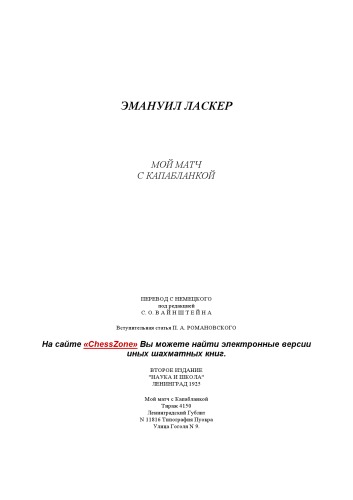 ЭМАНУИЛ ЛАСКЕР
МОЙ МАТЧ
С КАПАБЛАНКОЙ
ПЕРЕВОД С НЕМЕЦКОГО
под редакцией
С. О. ВАЙНШТЕЙНА
Вступительная статья П. А. РОМАНОВСКОГО
На сайте «ChessZone» Вы можете найти электронные версии
иных шахматных книг.
ВТОРОЕ ИЗДАНИЕ
"НАУКА И ШКОЛА"
ЛЕНИНГРАД 1925
Мой матч с Капабланкой
Тираж 4150
Ленинградский Гублит
N 11816 Типография Пухра
Улица Гоголя N 9.